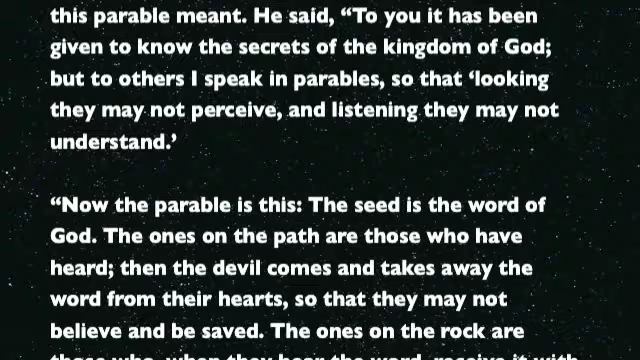 this parable meant. He said, “To you it has been
given to know the secrets of the kingdom of God;
but to others I speak in parables, so that ‘looking
they may not perceive, and listening they may not
understand.’
“Now the parable is this: The seed is the word of
God. The ones on the path are those who have
heard; then the devil comes and takes away the
word from their hearts, so that they may not
believe and be saved. The ones on the rock are
those who, when they hear the word, receive it with